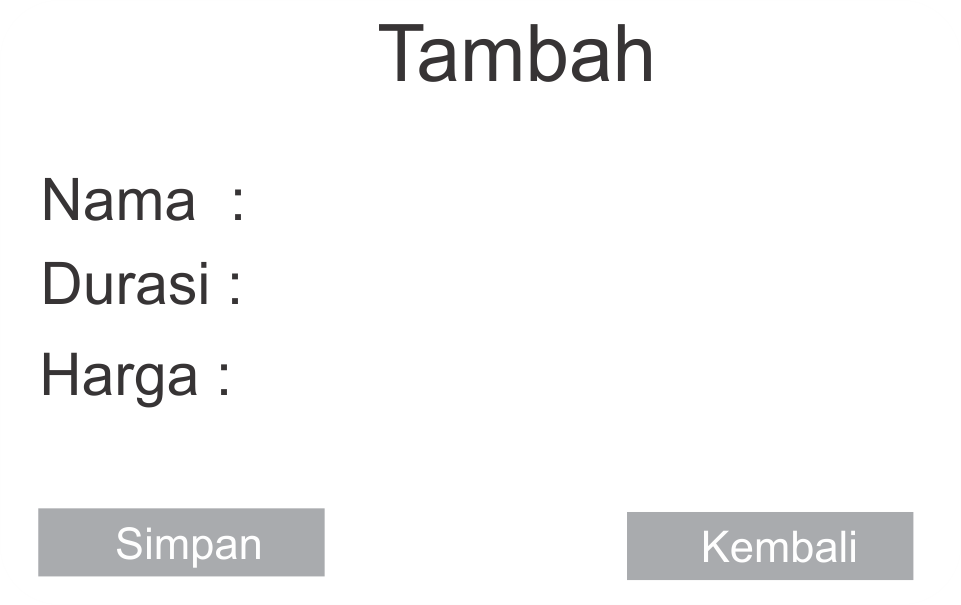 Tambah
Nama :
Durasi :
Harga :
Simpan
Kembali